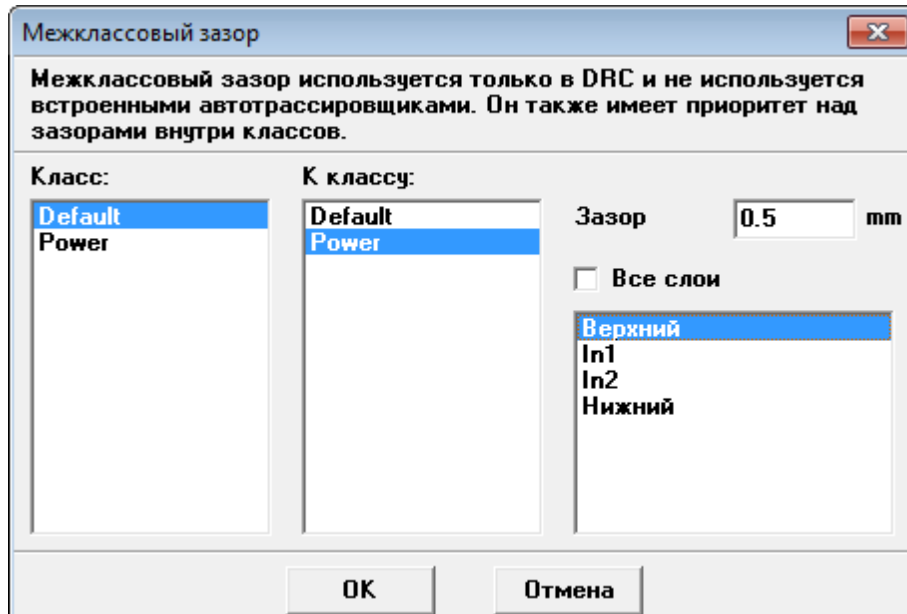 Межклассовый зазор
Межклассовый зазор используется только в DRC и не используется
встроенными автотрассировщиками. Он также имеет приоритет над
зазорами внутри классов.
Класс:
Default
Power
К классу:
Default
Power
Зазор 0.5 mm
Все слои
Верхний
In1
In2
Нижний
OK Отмена